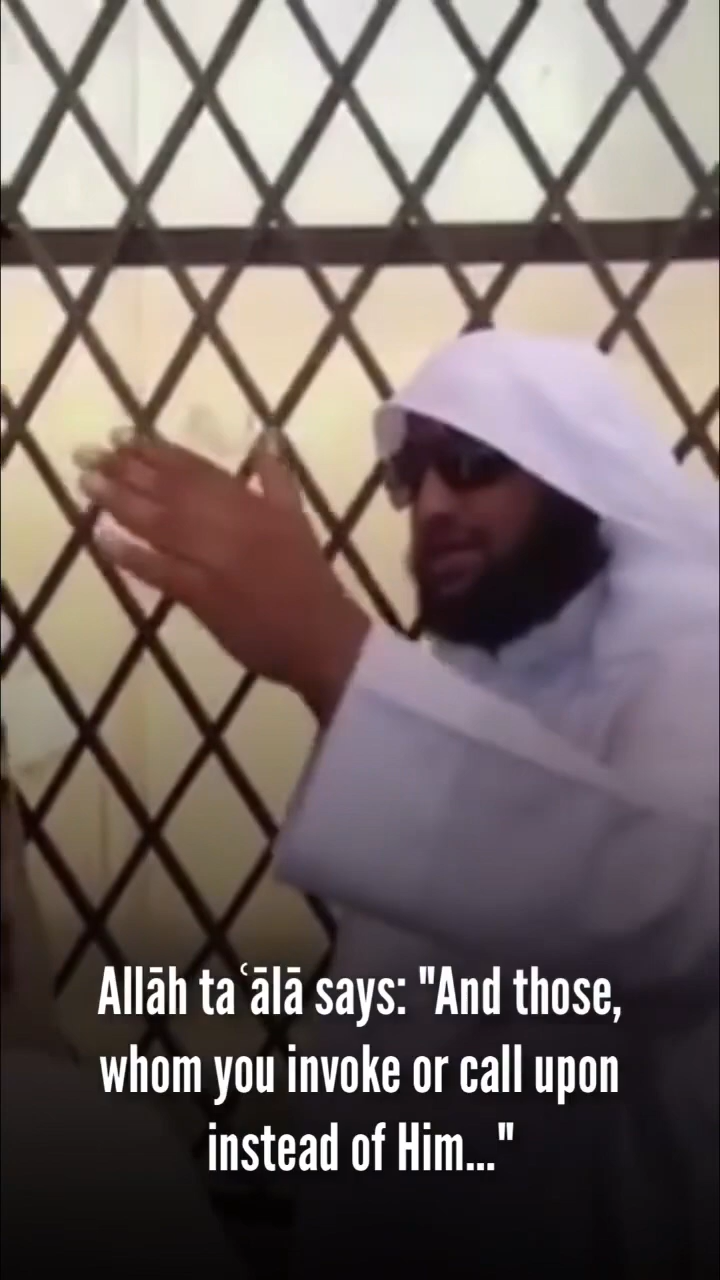 Allāh taʿālā says: "And those,
whom you invoke or call upon
instead of Him..."